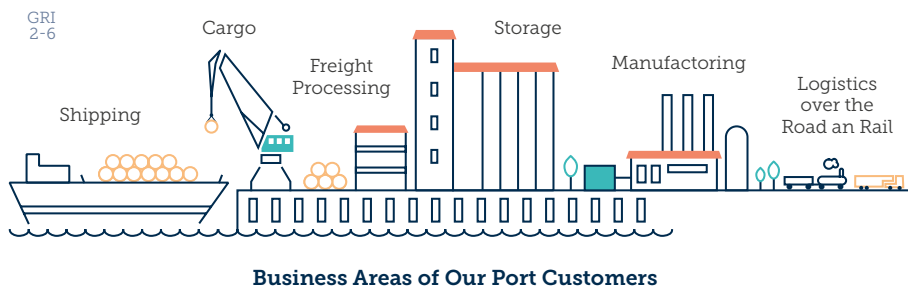 GRI
2-6
Cargo
Storage
Freight
Processing
Manufactoring
Shipping
Logistics
over the
Road an Rail
Business Areas of Our Port Customers